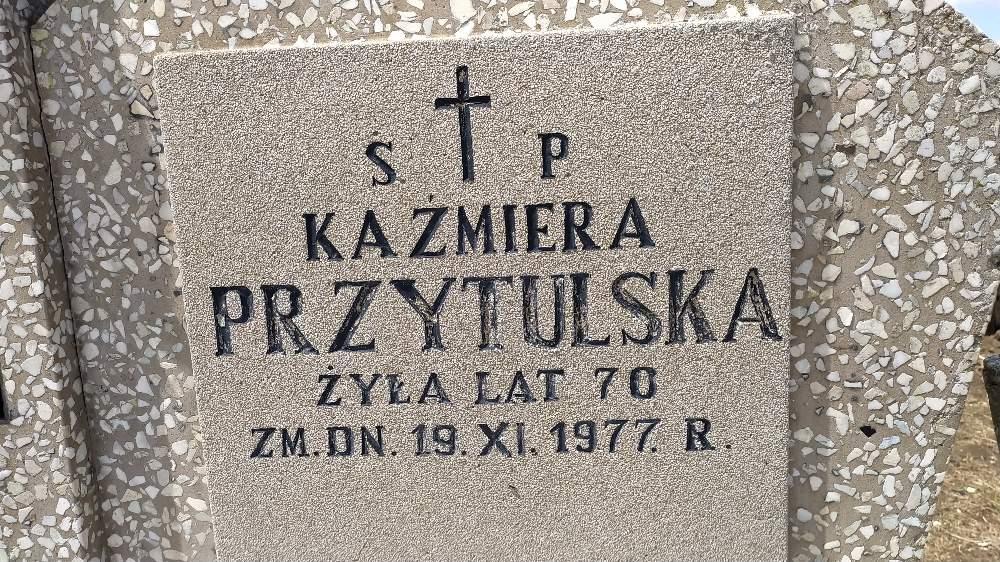 Ś P
KAŹMIERA
PRZYTULSKA
ŻYŁA LAT 70
ZM. DN. 19. XI. 1977. R.